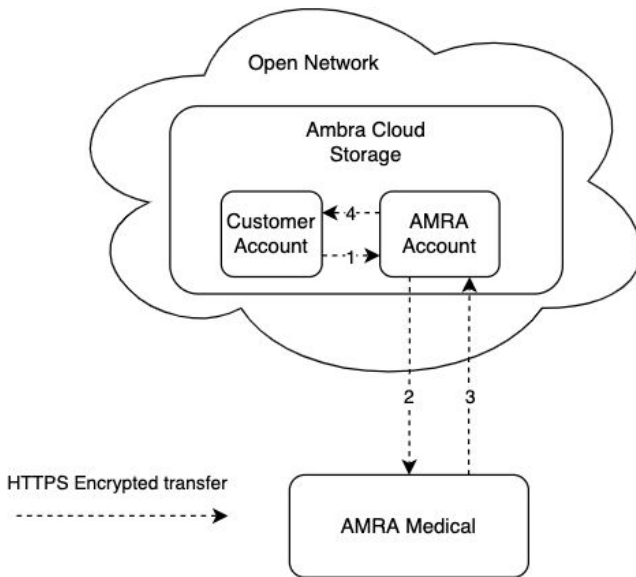 Open Network
Ambra Cloud
Storage
Customer
Account
4
1
AMRA
Account
2
3
HTTPS Encrypted transfer
AMRA Medical